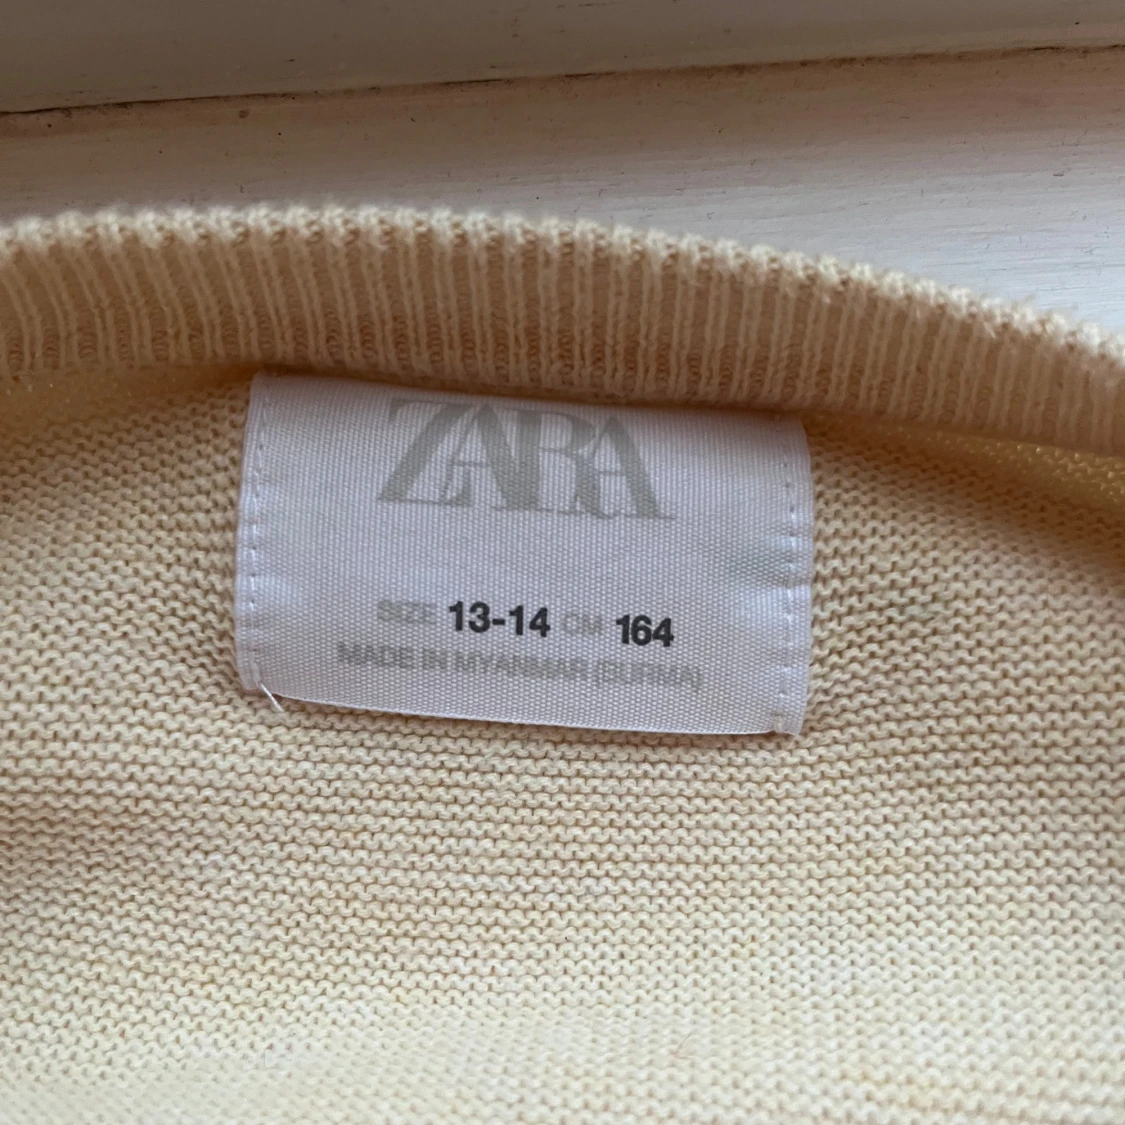 ZARA
SIZE 13-14 CM 164
MADE IN MYANMAR (BURMA)